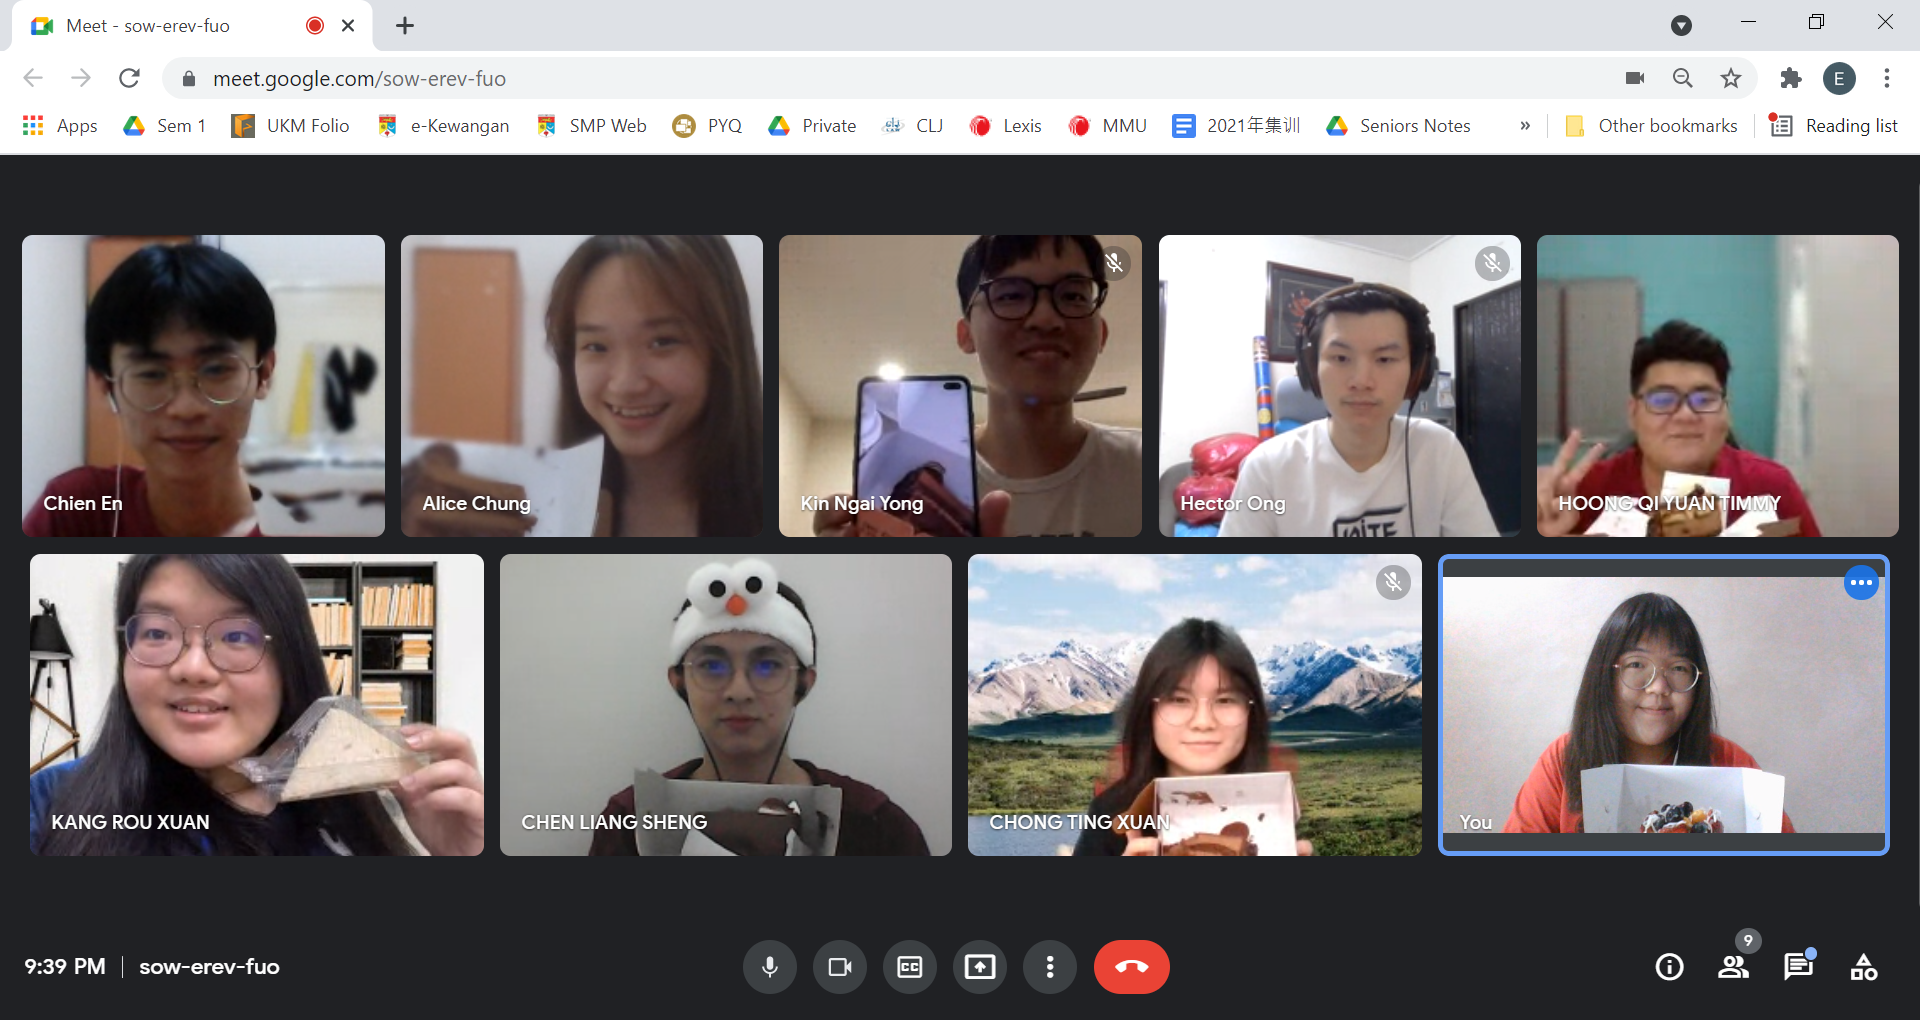 Meet - sow-erev-fuo
meet.google.com/sow-erev-fuo
E
Apps
Sem 1
UKM Folio
e-Kewangan
SMP Web
PYQ
Private
CLJ
Lexis
MMU
2021年集训
Seniors Notes
»
Other bookmarks
Reading list
Chien En
Alice Chung
Kin Ngai Yong
Hector Ong
HOONG QI YUAN TIMMY
KANG ROU XUAN
CHEN LIANG SHENG
CHONG TING XUAN
You
9:39 PM | sow-erev-fuo
CC
9